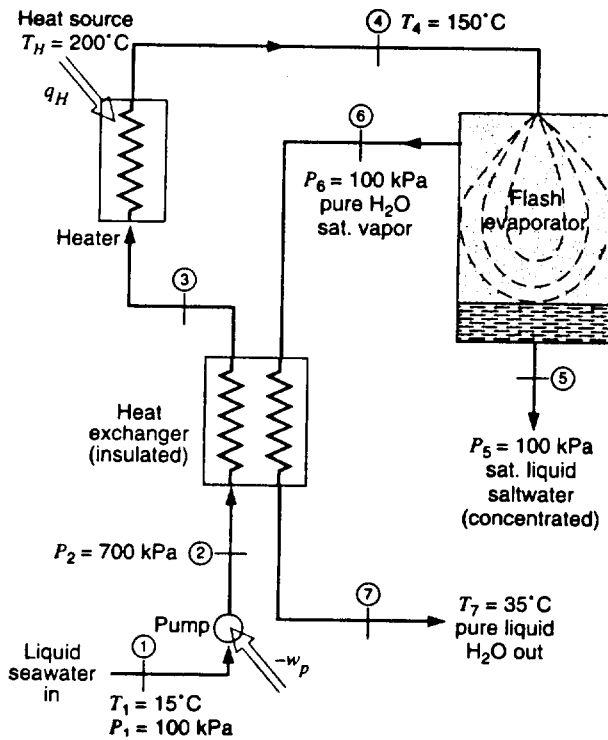 Heat source
T_H = 200°C
q_H
④
T_4 = 150°C
⑥
P_6 = 100 kPa
pure H_2O
sat. vapor
Flash
evaporator
Heater
③
Heat
exchanger
(insulated)
⑤
P_5 = 100 kPa
sat. liquid
saltwater
(concentrated)
P_2 = 700 kPa
②
⑦
T_7 = 35°C
pure liquid
H_2O out
Pump
-w_p
Liquid
seawater
in
①
T_1 = 15°C
P_1 = 100 kPa